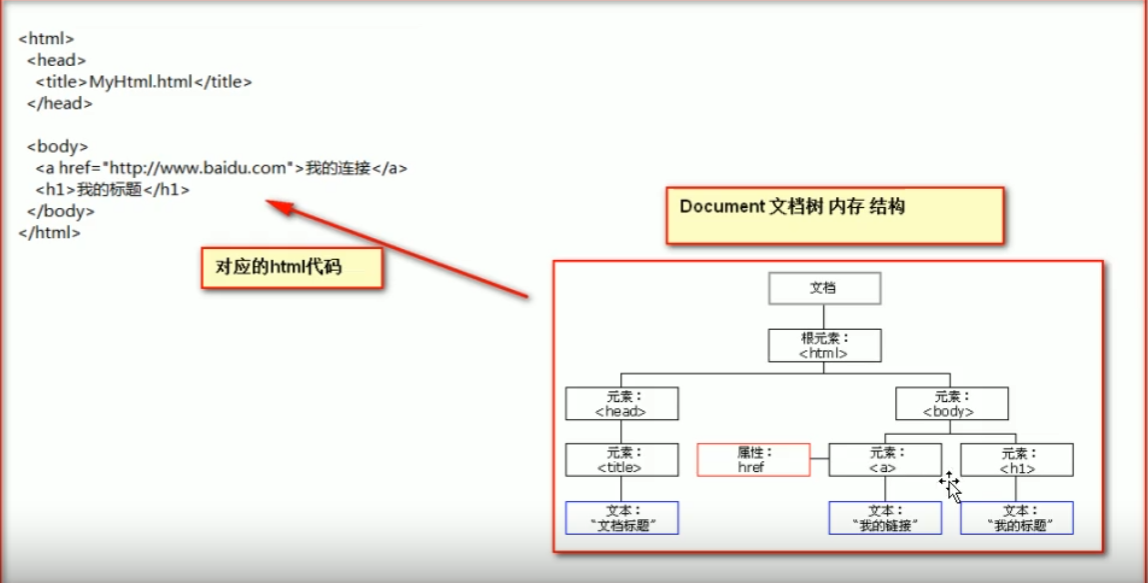 <html>
<head>
<title>MyHtml.html</title>
</head>
<body>
<a href="http://www.baidu.com">我的连接</a>
<h1>我的标题</h1>
</body>
</html>
对应的html代码
Document 文档树 内存 结构
文档
根元素：
<html>
元素：
<head>
元素：
<body>
元素：
<title>
属性：
href
元素：
<a>
元素：
<h1>
文本：
“文档标题”
文本：
“我的链接”
文本：
“我的标题”